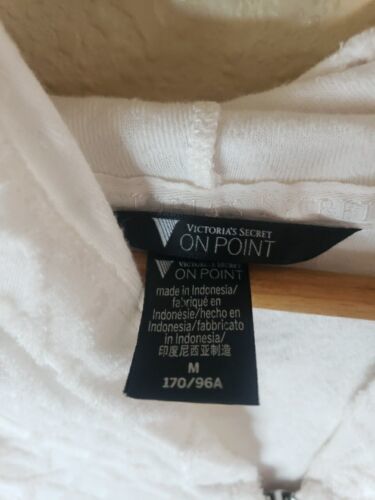 VICTORIA'S SECRET
ON POINT
VICTORIA'S SECRET
ON POINT
made in Indonesia/
fabriqué en
Indonésie/hecho en
Indonesia/fabbricato
in Indonesia/
印度尼西亚制造
M
170/96A